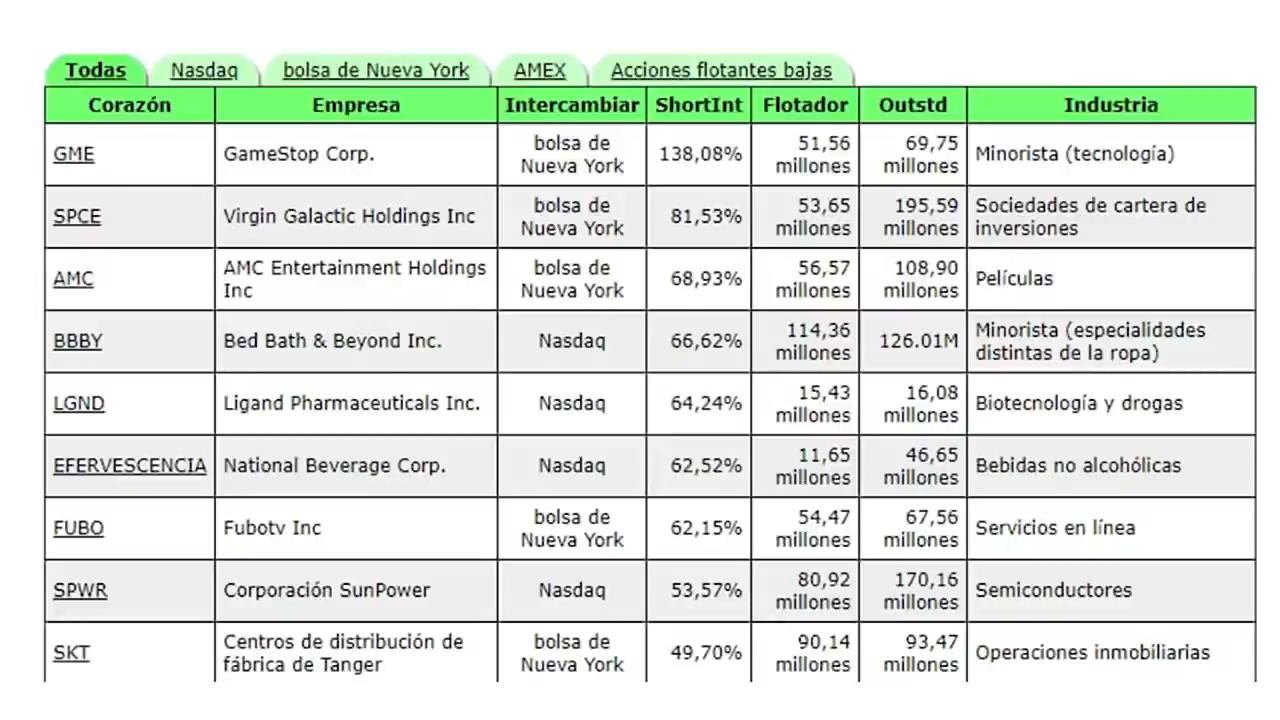 Todas Nasdaq bolsa de Nueva York AMEX Acciones flotantes bajas
Corazón Empresa Intercambiar ShortInt Flotador Outstd Industria
GME GameStop Corp. bolsa de Nueva York 138,08% 51,56 millones 69,75 millones Minorista (tecnología)
SPCE Virgin Galactic Holdings Inc bolsa de Nueva York 81,53% 53,65 millones 195,59 millones Sociedades de cartera de inversiones
AMC AMC Entertainment Holdings Inc bolsa de Nueva York 68,93% 56,57 millones 108,90 millones Películas
BBBY Bed Bath & Beyond Inc. Nasdaq 66,62% 114,36 millones 126.01M Minorista (especialidades distintas de la ropa)
LGND Ligand Pharmaceuticals Inc. Nasdaq 64,24% 15,43 millones 16,08 millones Biotecnología y drogas
EFERVESCENCIA National Beverage Corp. Nasdaq 62,52% 11,65 millones 46,65 millones Bebidas no alcohólicas
FUBO Fubotv Inc bolsa de Nueva York 62,15% 54,47 millones 67,56 millones Servicios en línea
SPWR Corporación SunPower Nasdaq 53,57% 80,92 millones 170,16 millones Semiconductores
SKT Centros de distribución de fábrica de Tanger bolsa de Nueva York 49,70% 90,14 millones 93,47 millones Operaciones inmobiliarias